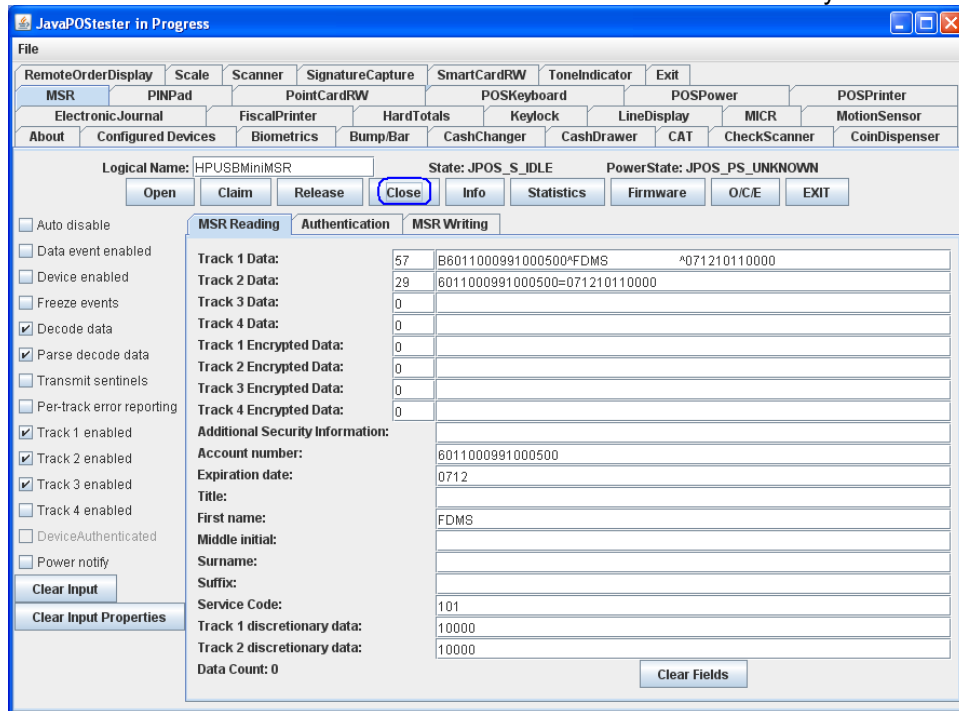 JavaPOStester in Progress
File
RemoteOrderDisplay Scale Scanner SignatureCapture SmartCardRW ToneIndicator Exit
MSR PINPad PointCardRW POSKeyboard POSPower POSPrinter
ElectronicJournal FiscalPrinter HardTotals Keylock LineDisplay MICR MotionSensor
About Configured Devices Biometrics Bump/Bar CashChanger CashDrawer CAT CheckScanner CoinDispenser
Logical Name: HPUSBMiniMSR State: JPOS_S_IDLE PowerState: JPOS_PS_UNKNOWN
Open Claim Release Close Info Statistics Firmware O/C/E EXIT
Auto disable
Data event enabled
Device enabled
Freeze events
Decode data
Parse decode data
Transmit sentinels
Per-track error reporting
Track 1 enabled
Track 2 enabled
Track 3 enabled
Track 4 enabled
DeviceAuthenticated
Power notify
Clear Input
Clear Input Properties
MSR Reading Authentication MSR Writing
Track 1 Data: 57 B6011000991000500^FDMS ^071210110000
Track 2 Data: 29 6011000991000500=071210110000
Track 3 Data: 0
Track 4 Data: 0
Track 1 Encrypted Data: 0
Track 2 Encrypted Data: 0
Track 3 Encrypted Data: 0
Track 4 Encrypted Data: 0
Additional Security Information:
Account number: 6011000991000500
Expiration date: 0712
Title:
First name: FDMS
Middle initial:
Surname:
Suffix:
Service Code: 101
Track 1 discretionary data: 10000
Track 2 discretionary data: 10000
Data Count: 0 Clear Fields